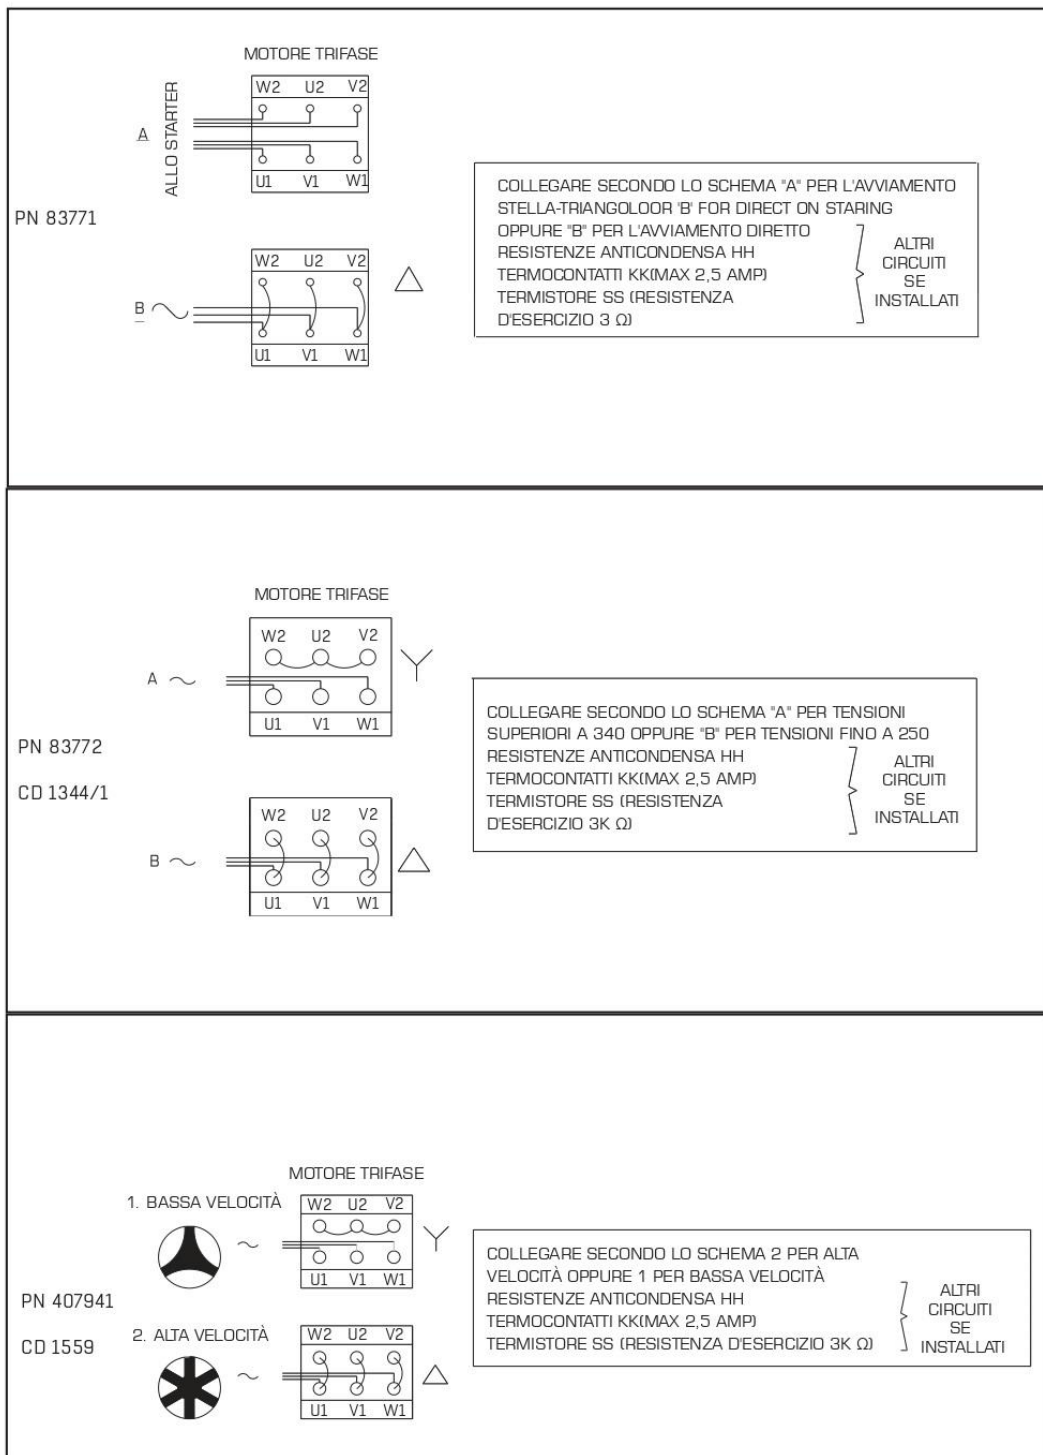 MOTORE TRIFASE
W2 U2 V2
A
ALLO STARTER
U1 V1 W1
PN 83771
W2 U2 V2
B
U1 V1 W1
COLLEGARE SECONDO LO SCHEMA "A" PER L'AVVIAMENTO
STELLA-TRIANGOLOOR 'B' FOR DIRECT ON STARING
OPPURE "B" PER L'AVVIAMENTO DIRETTO
RESISTENZE ANTICONDENSA HH
TERMOCONTATTI KK(MAX 2,5 AMP)
TERMISTORE SS (RESISTENZA
D'ESERCIZIO 3 Ω)
ALTRI
CIRCUITI
SE
INSTALLATI
MOTORE TRIFASE
W2 U2 V2
A
U1 V1 W1
PN 83772
CD 1344/1
W2 U2 V2
B
U1 V1 W1
COLLEGARE SECONDO LO SCHEMA "A" PER TENSIONI
SUPERIORI A 340 OPPURE "B" PER TENSIONI FINO A 250
RESISTENZE ANTICONDENSA HH
TERMOCONTATTI KK(MAX 2,5 AMP)
TERMISTORE SS (RESISTENZA
D'ESERCIZIO 3K Ω)
ALTRI
CIRCUITI
SE
INSTALLATI
MOTORE TRIFASE
1. BASSA VELOCITÀ
W2 U2 V2
U1 V1 W1
PN 407941
CD 1559
2. ALTA VELOCITÀ
W2 U2 V2
U1 V1 W1
COLLEGARE SECONDO LO SCHEMA 2 PER ALTA
VELOCITÀ OPPURE 1 PER BASSA VELOCITÀ
RESISTENZE ANTICONDENSA HH
TERMOCONTATTI KK(MAX 2,5 AMP)
TERMISTORE SS (RESISTENZA D'ESERCIZIO 3K Ω)
ALTRI
CIRCUITI
SE
INSTALLATI